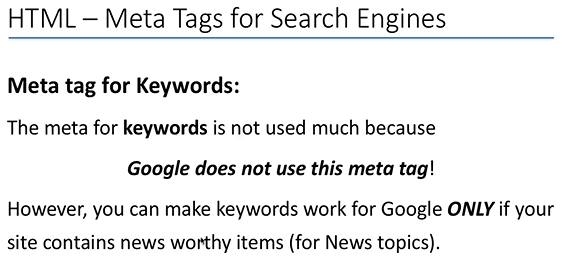 HTML – Meta Tags for Search Engines
Meta tag for Keywords:
The meta for keywords is not used much because
Google does not use this meta tag!
However, you can make keywords work for Google ONLY if your
site contains news worthy items (for News topics).